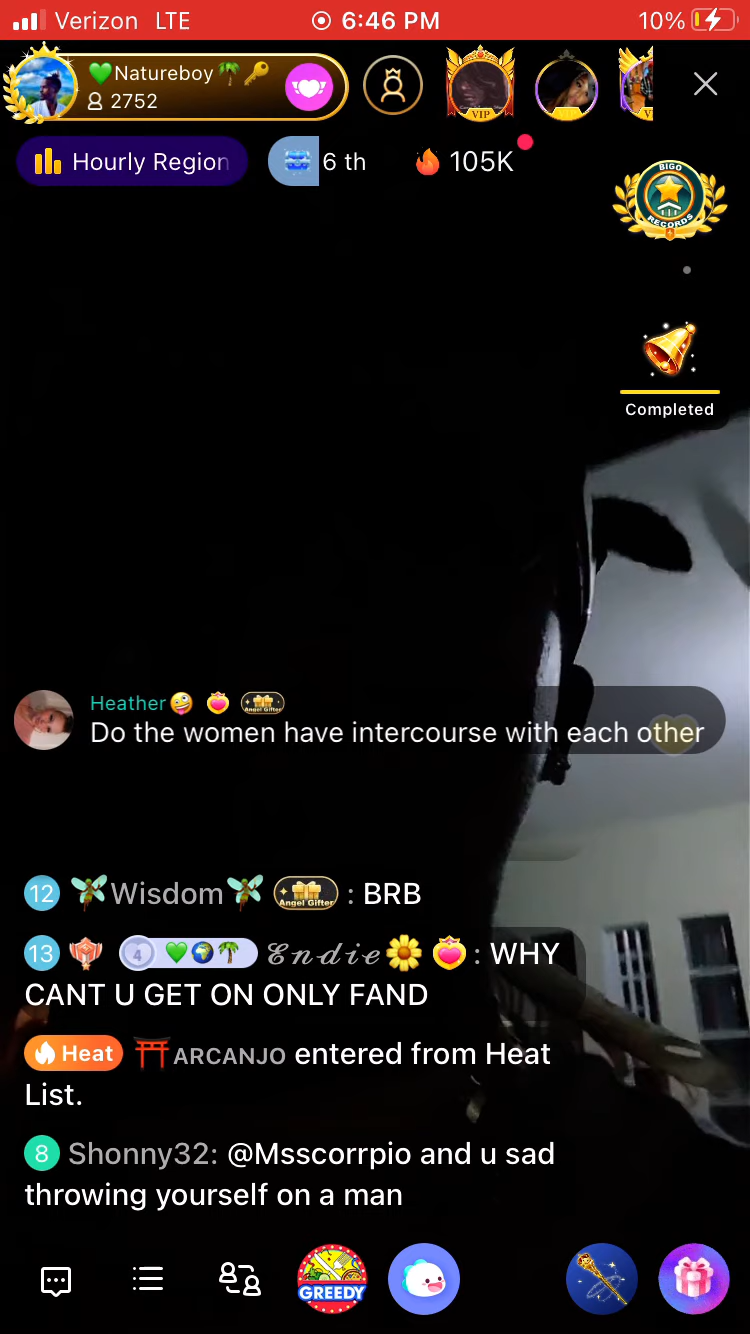 Verizon LTE 6:46 PM 10%
💚Natureboy🌴🔑
2752
VIP
Hourly Region 6 th 🔥 105K
BIGO
RECORDS
4
Completed
Heather🤪 Angel Gifter
Do the women have intercourse with each other
12 Wisdom Angel Gifter : BRB
13 4 💚🌍🌴 ℰ𝓃𝒹𝒾ℯ🌼 : WHY
CANT U GET ON ONLY FAND
Heat ⛩ARCANJO entered from Heat
List.
8 Shonny32: @Msscorrpio and u sad
throwing yourself on a man
GREEDY